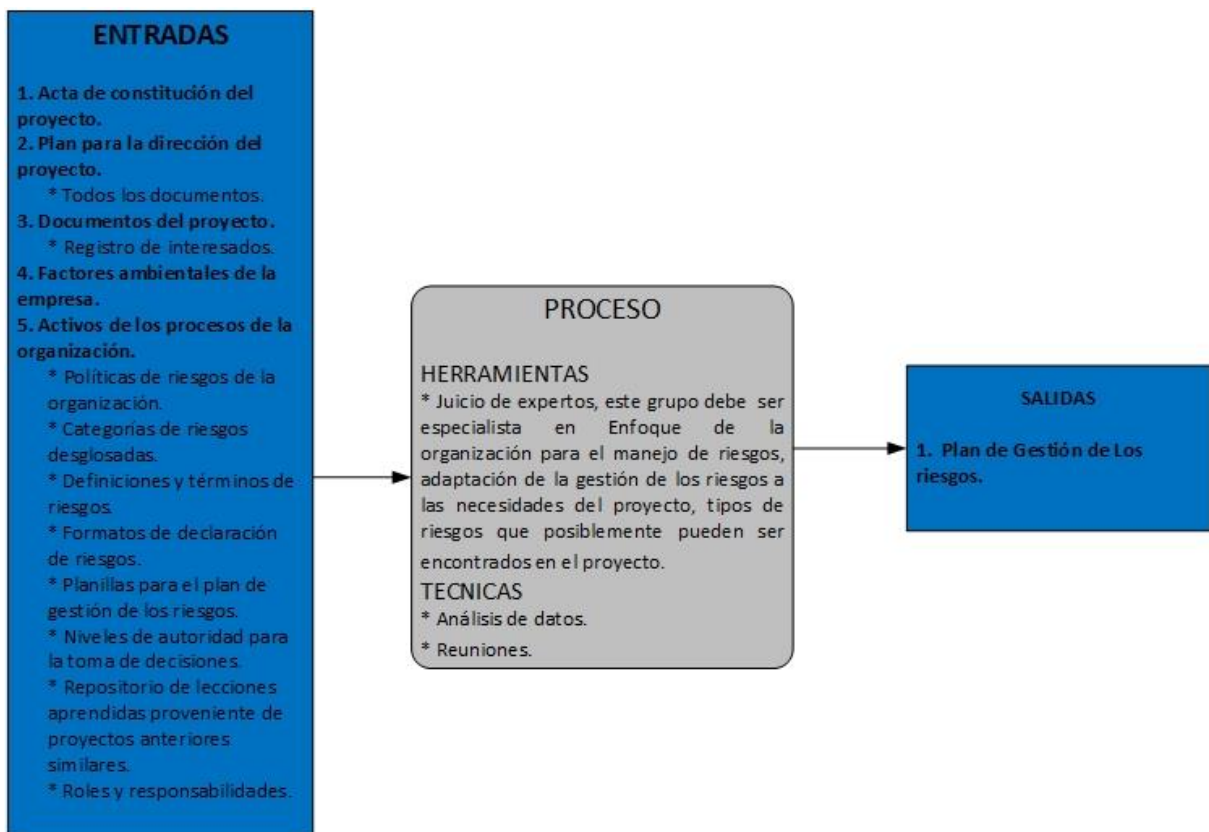 ENTRADAS
1. Acta de constitución del
proyecto.
2. Plan para la dirección del
proyecto.
* Todos los documentos.
3. Documentos del proyecto.
* Registro de interesados.
4. Factores ambientales de la
empresa.
5. Activos de los procesos de la
organización.
* Políticas de riesgos de la
organización.
* Categorías de riesgos
desglosadas.
* Definiciones y términos de
riesgos.
* Formatos de declaración
de riesgos.
* Planillas para el plan de
gestión de los riesgos.
* Niveles de autoridad para
la toma de decisiones.
* Repositorio de lecciones
aprendidas proveniente de
proyectos anteriores
similares.
* Roles y responsabilidades.
PROCESO
HERRAMIENTAS
* Juicio de expertos, este grupo debe ser
especialista en Enfoque de la
organización para el manejo de riesgos,
adaptación de la gestión de los riesgos a
las necesidades del proyecto, tipos de
riesgos que posiblemente pueden ser
encontrados en el proyecto.
TECNICAS
* Análisis de datos.
* Reuniones.
SALIDAS
1. Plan de Gestión de Los
riesgos.